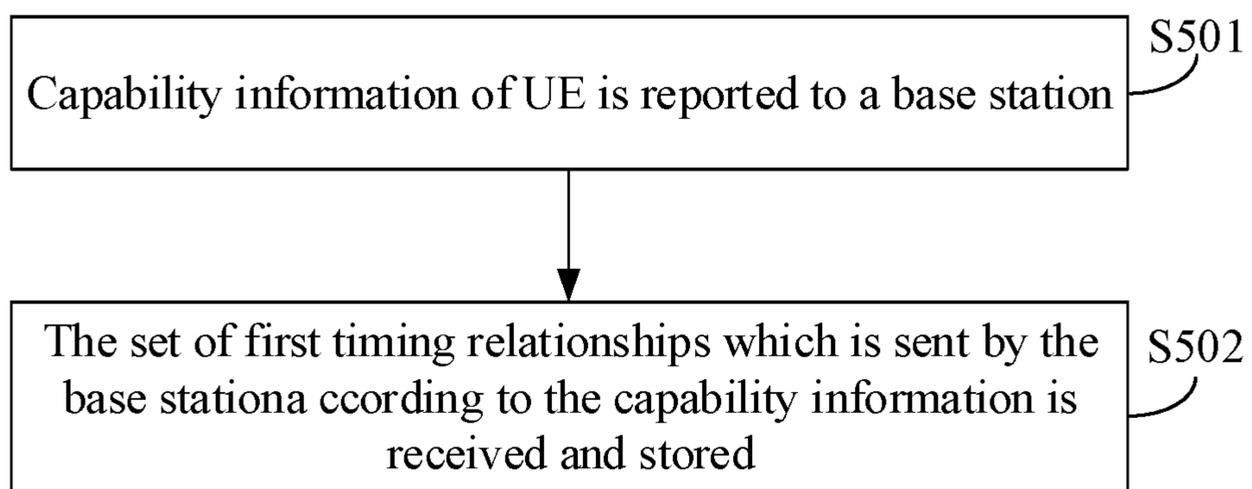 S501
Capability information of UE is reported to a base station
The set of first timing relationships which is sent by the
S502
base stationa ccording to the capability information is
received and stored